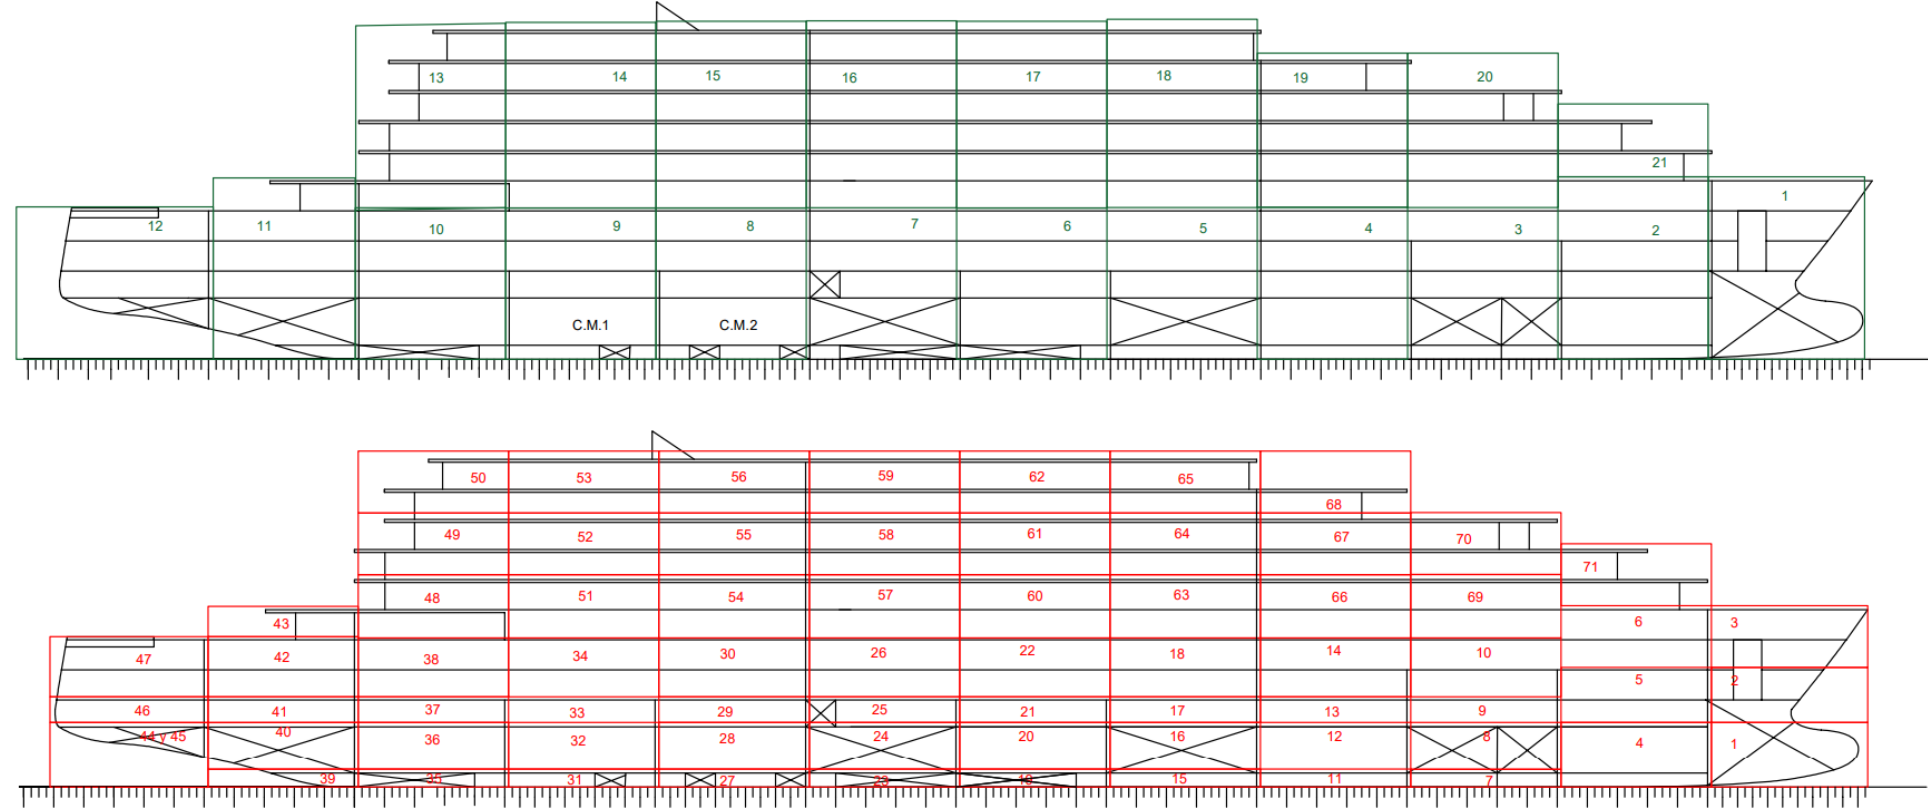 13 14 15 16 17 18 19 20
21
1
12 11 10 9 8 7 6 5 4 3 2
C.M.1 C.M.2
50 53 56 59 62 65
68
49 52 55 58 61 64 67 70
71
48 51 54 57 60 63 66 69
43 6 3
47 42 38 34 30 26 22 18 14 10
5 2
46 41 37 33 29 25 21 17 13 9
44 y 45 40 36 32 28 24 20 16 12 8 4 1
39 35 31 27 23 19 15 11 7